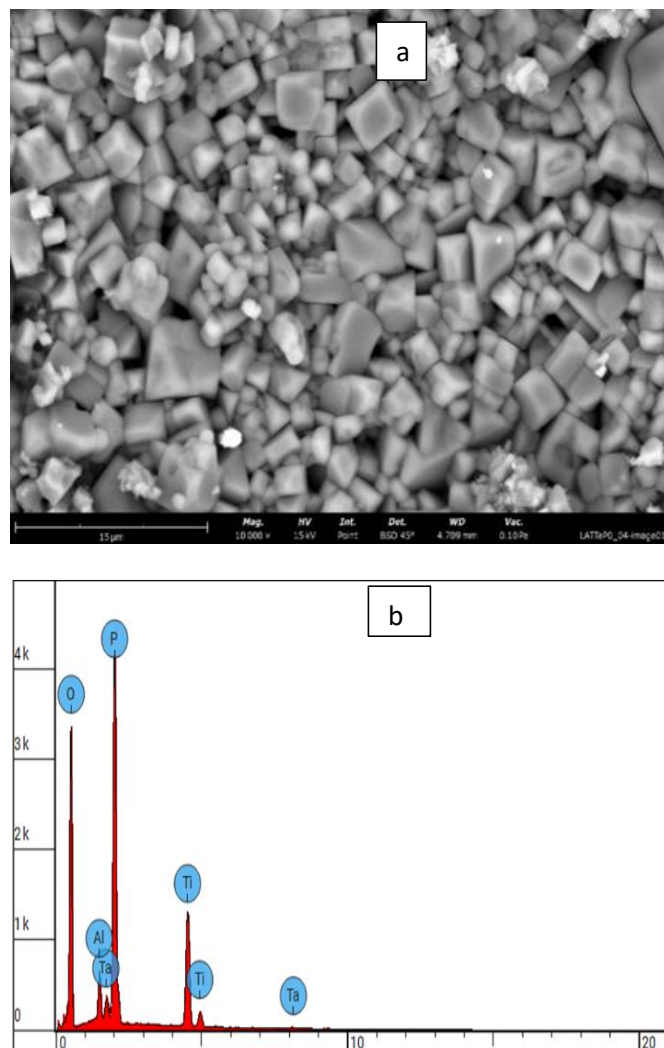 a
Mag. HV Int. Det. WD Vac.
15 µm 10 000 × 15 kV Point BSD 45° 4.709 mm 0.10 Pa LATTaP0_04-image01
b
P
4k
O
3k
2k
Ti
1k
Al
Ta
Ti
Ta
0
0 10 20